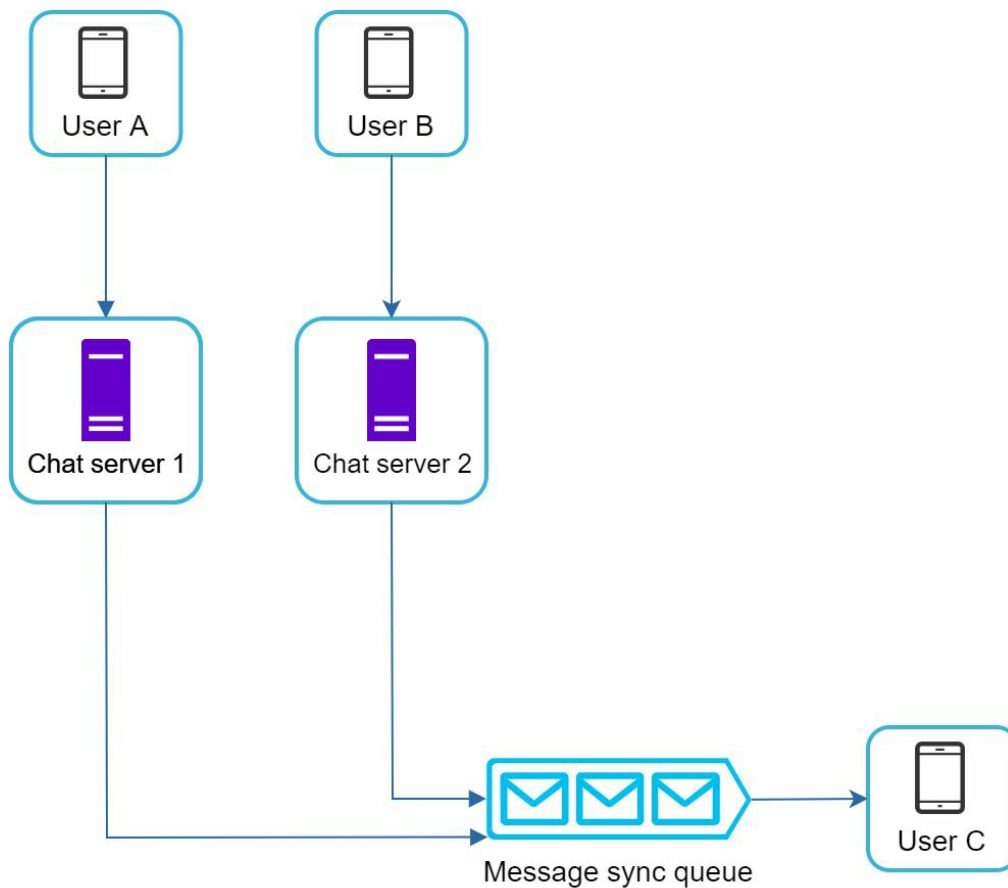 User A
User B
Chat server 1
Chat server 2
User C
Message sync queue